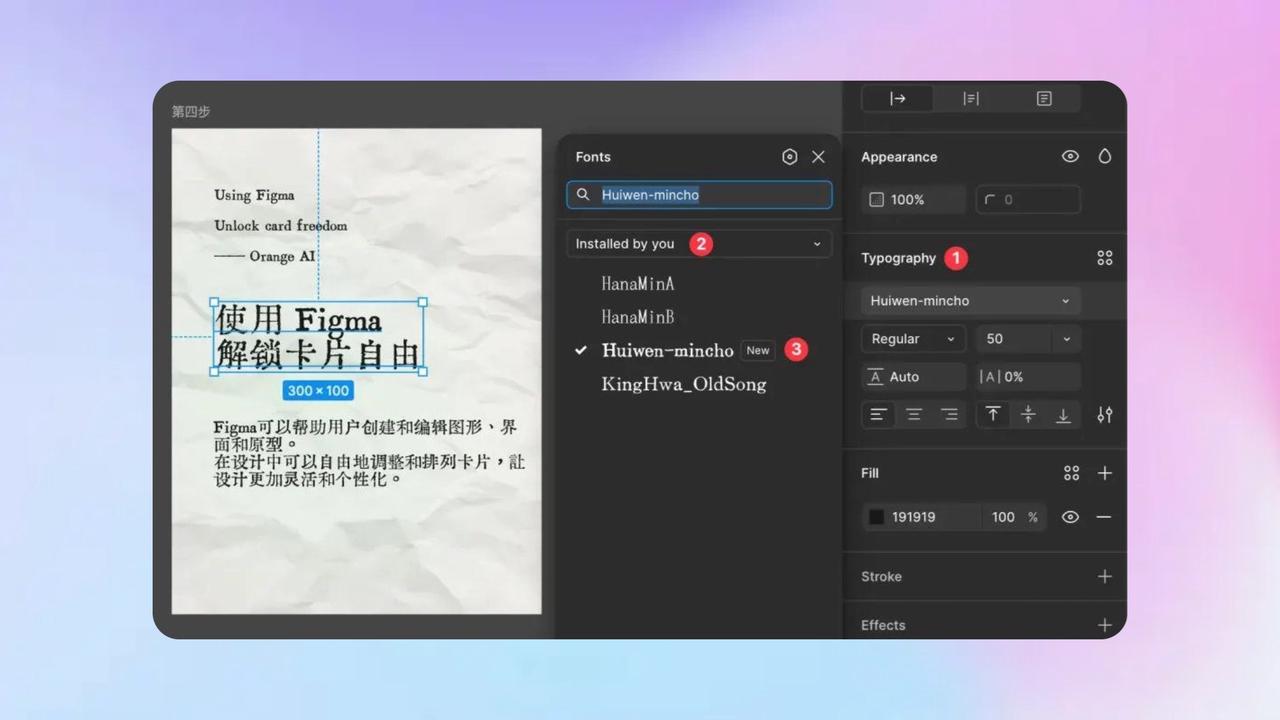 第四步
Using Figma
Unlock card freedom
—— Orange AI
使用 Figma
解锁卡片自由
300 × 100
Figma可以帮助用户创建和编辑图形、界
面和原型。
在设计中可以自由地调整和排列卡片，让
设计更加灵活和个性化。
Fonts
Huiwen-mincho
Installed by you 2
HanaMinA
HanaMinB
Huiwen-mincho New 3
KingHwa_OldSong
Appearance
100% 0
Typography 1
Huiwen-mincho
Regular 50
A Auto |A| 0%
Fill
191919 100 %
Stroke
Effects